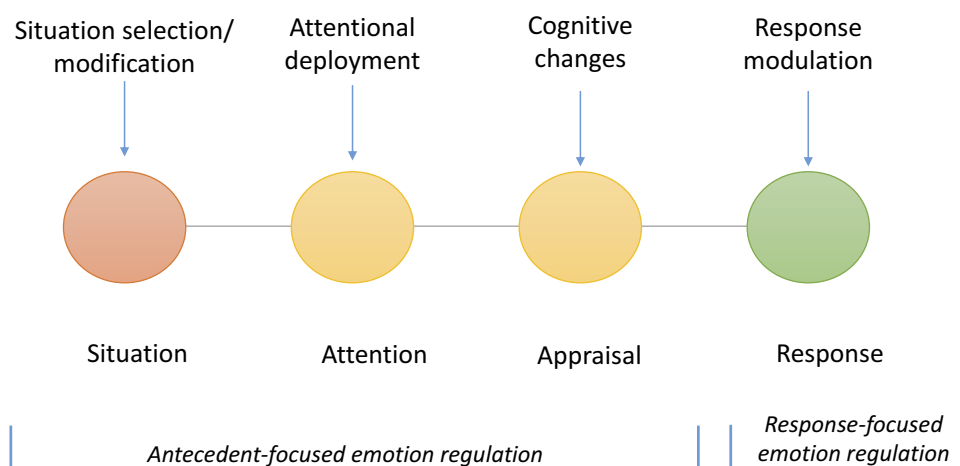 Situation selection/
modification
Attentional
deployment
Cognitive
changes
Response
modulation
Situation
Attention
Appraisal
Response
Antecedent-focused emotion regulation
Response-focused
emotion regulation